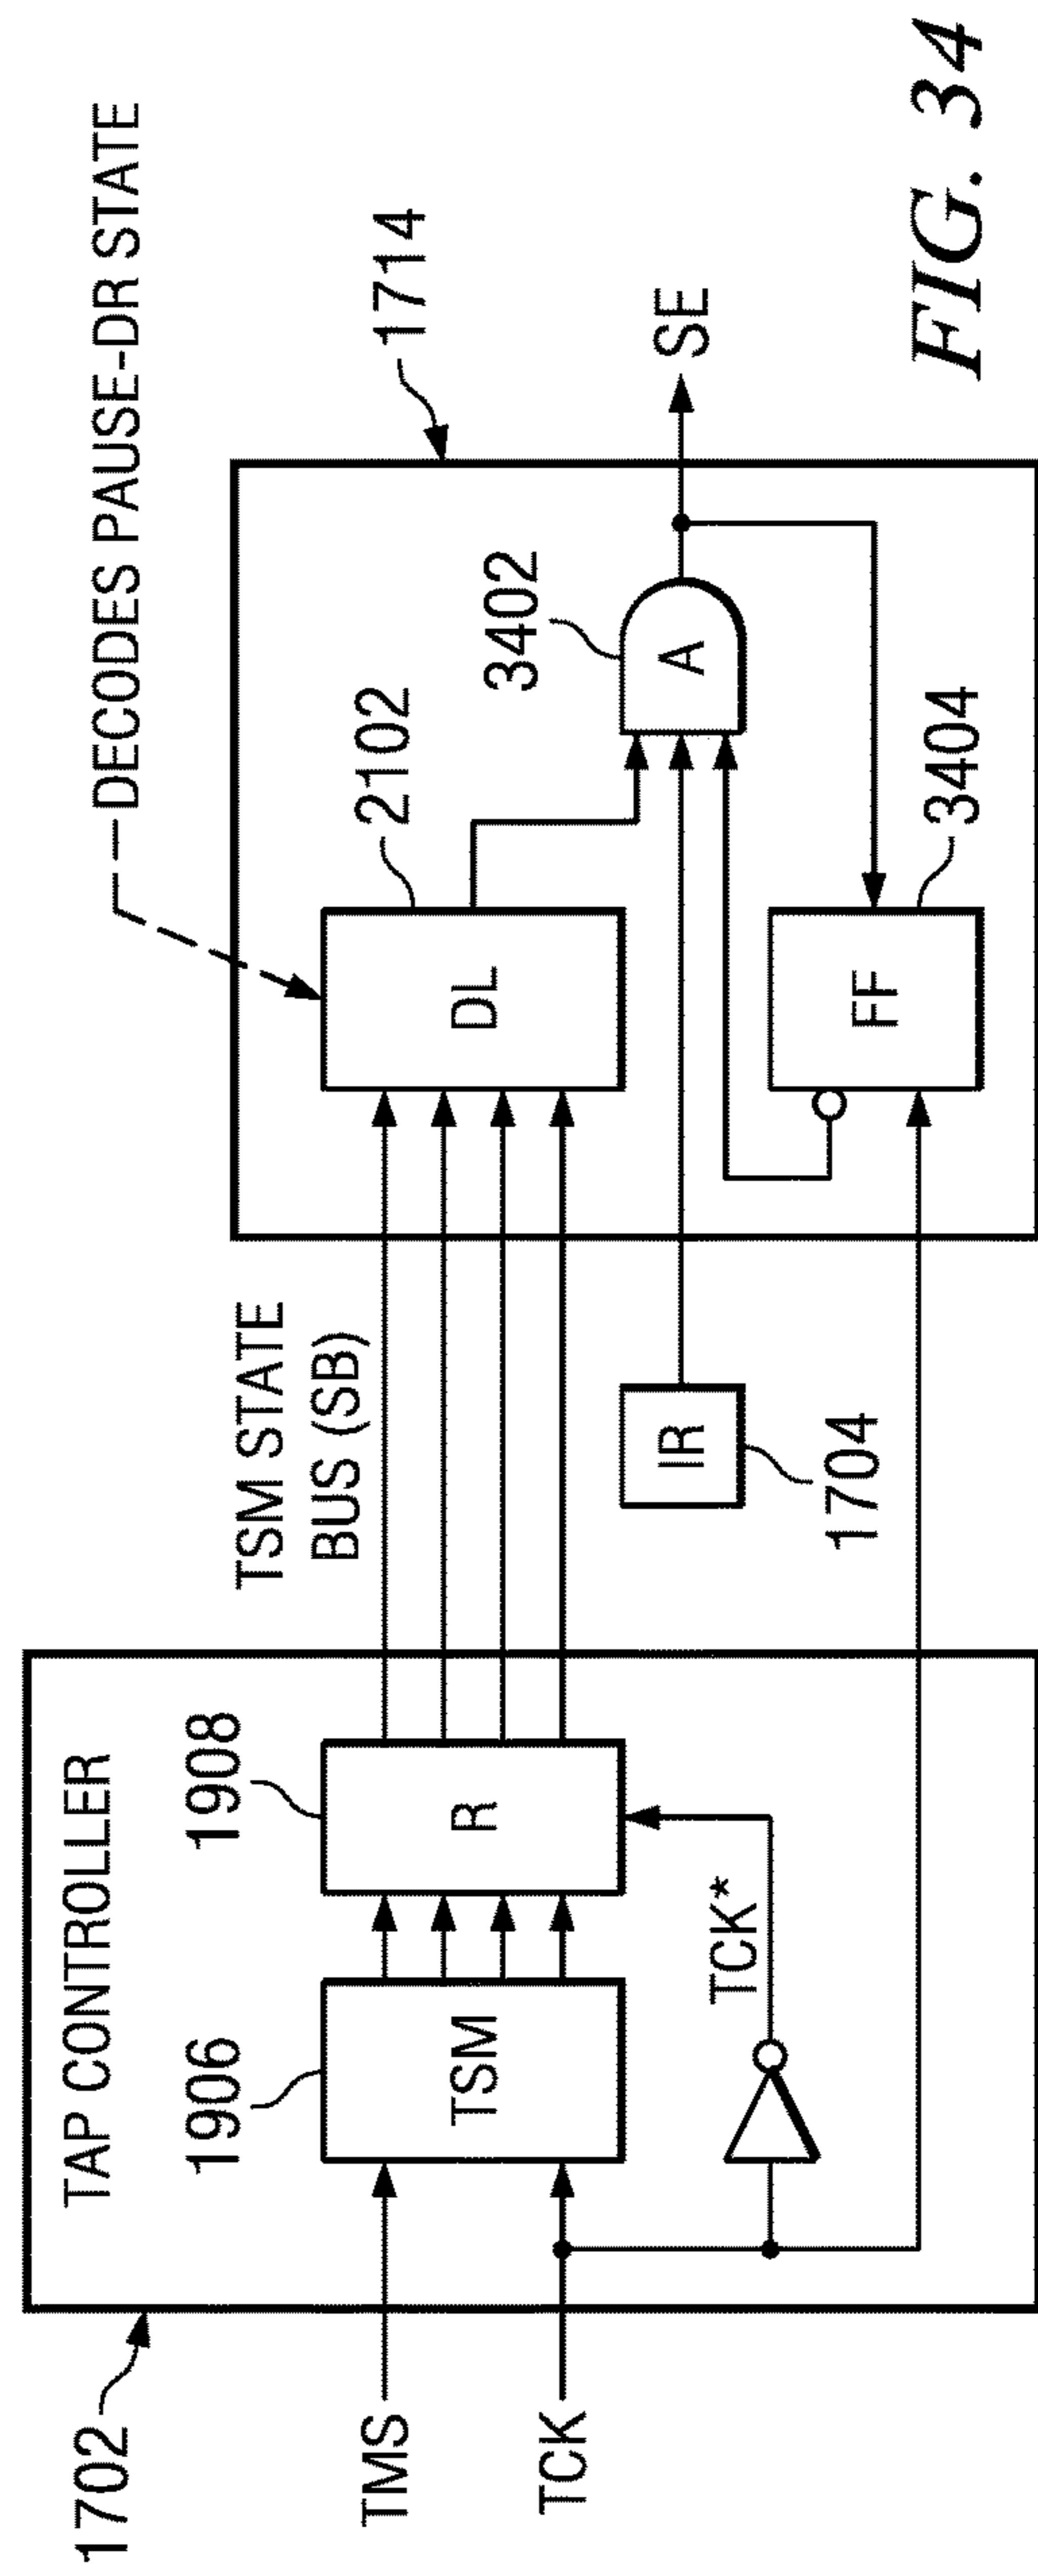 DECODES PAUSE-DR STATE
1702
TAP CONTROLLER
1906
1908
TSM STATE
BUS (SB)
2102
1714
TMS
TCK
TSM
R
DL
3402
A
SE
IR
1704
TCK*
FF
3404
FIG. 34